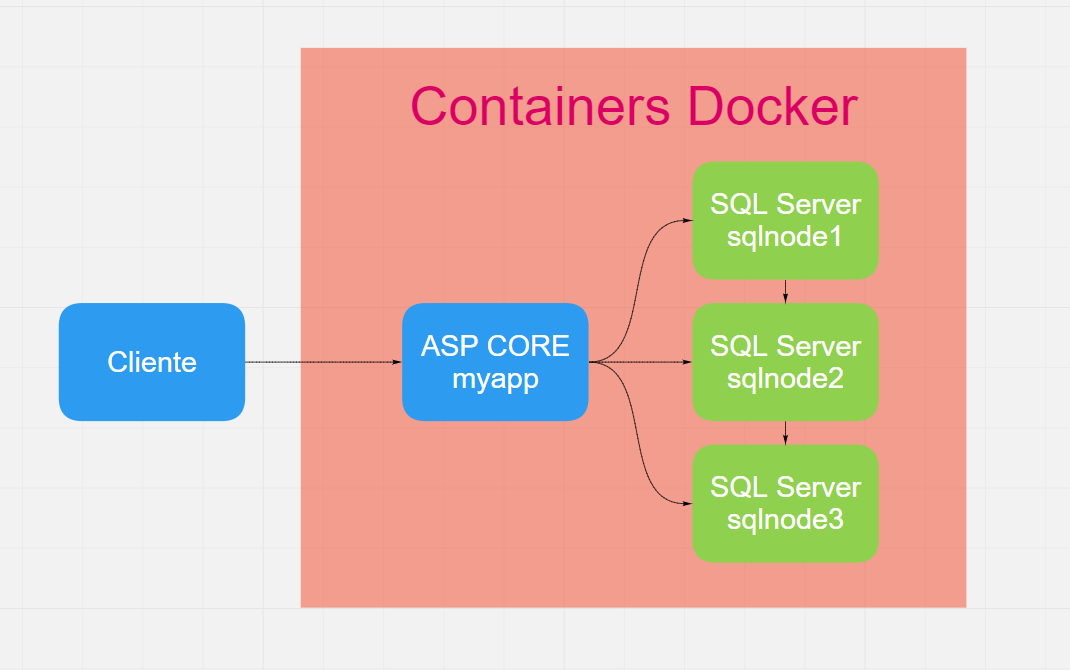 Containers Docker
SQL Server
sqlnode1
Cliente
ASP CORE
myapp
SQL Server
sqlnode2
SQL Server
sqlnode3